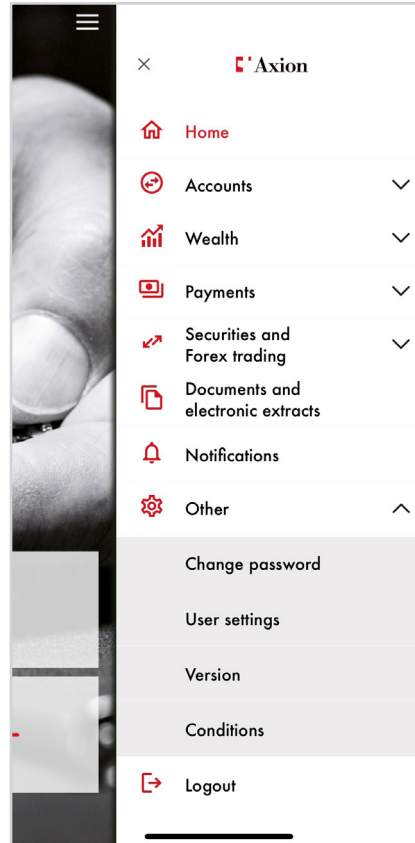 Axion
Home
Accounts
Wealth
Payments
Securities and
Forex trading
Documents and
electronic extracts
Notifications
Other
Change password
User settings
Version
Conditions
Logout